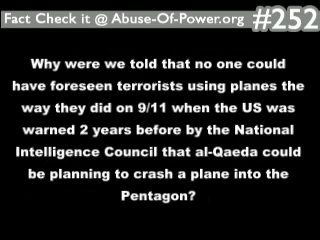 Fact Check it @ Abuse-Of-Power.org #252
Why were we told that no one could
have foreseen terrorists using planes the
way they did on 9/11 when the US was
warned 2 years before by the National
Intelligence Council that al-Qaeda could
be planning to crash a plane into the
Pentagon?